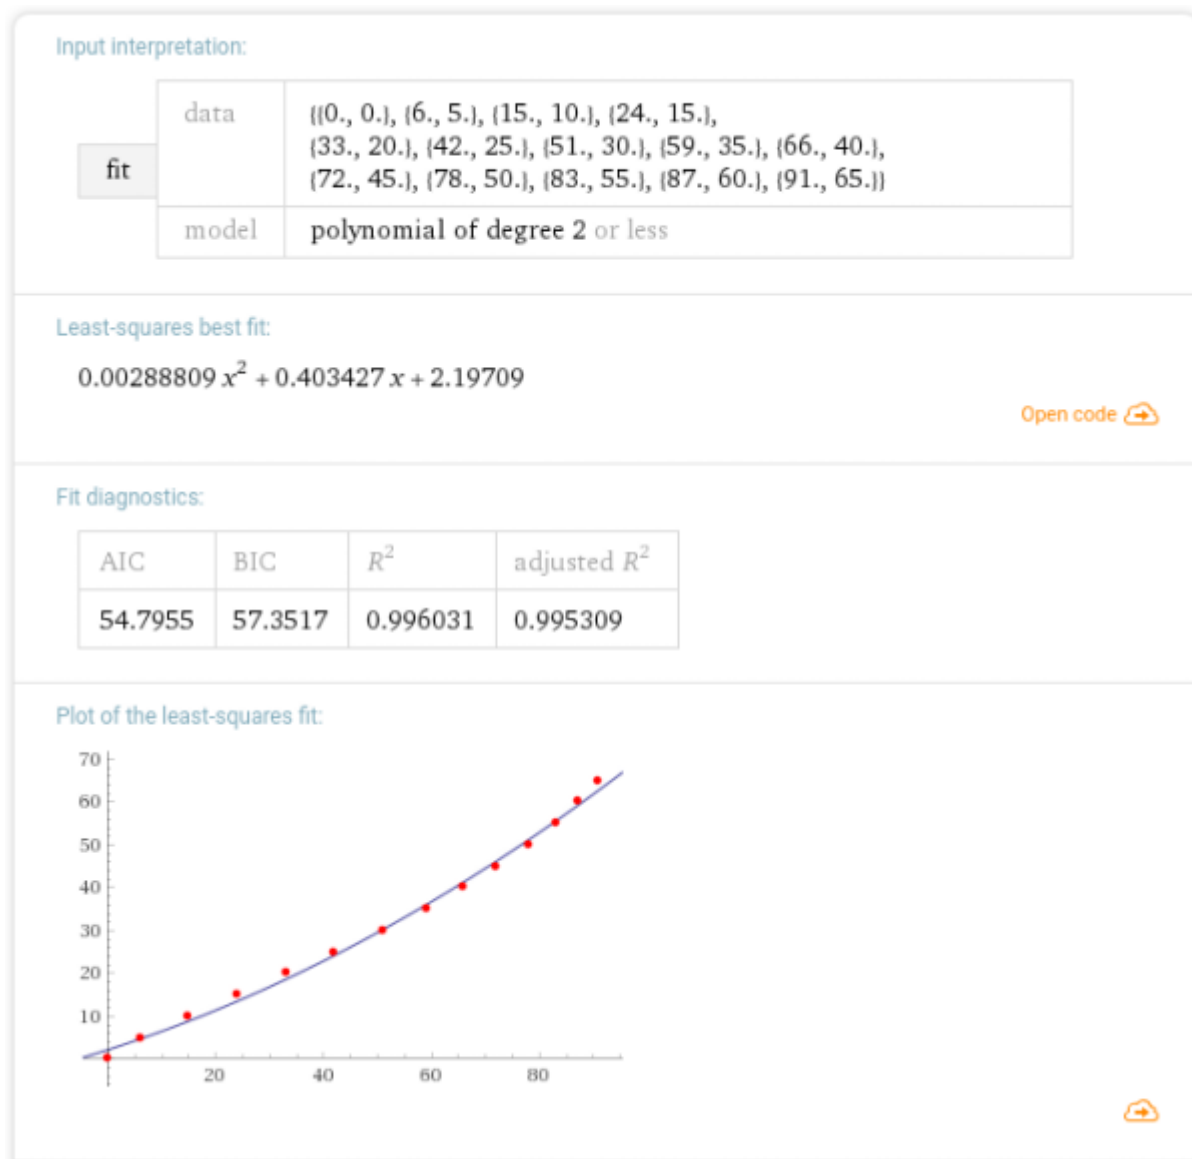 Input interpretation:
fit
data
{{0., 0.}, {6., 5.}, {15., 10.}, {24., 15.},
{33., 20.}, {42., 25.}, {51., 30.}, {59., 35.}, {66., 40.},
{72., 45.}, {78., 50.}, {83., 55.}, {87., 60.}, {91., 65.}}
model
polynomial of degree 2 or less
Least-squares best fit:
0.00288809 x² + 0.403427 x + 2.19709
Open code
Fit diagnostics:
AIC BIC R² adjusted R²
54.7955 57.3517 0.996031 0.995309
Plot of the least-squares fit:
70
60
50
40
30
20
10
20 40 60 80